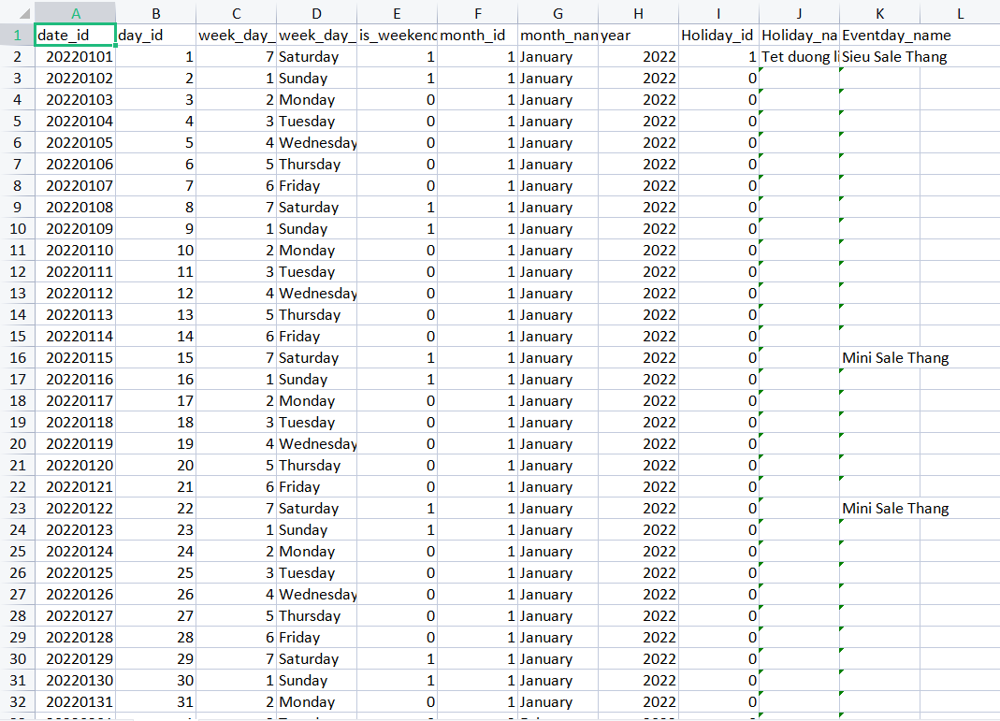 A B C D E F G H I J K L
1 date_id day_id week_day_ week_day_ is_weekend month_id month_nam year Holiday_id Holiday_na Eventday_name
2 20220101 1 7 Saturday 1 1 January 2022 1 Tet duong li Sieu Sale Thang
3 20220102 2 1 Sunday 1 1 January 2022 0
4 20220103 3 2 Monday 0 1 January 2022 0
5 20220104 4 3 Tuesday 0 1 January 2022 0
6 20220105 5 4 Wednesday 0 1 January 2022 0
7 20220106 6 5 Thursday 0 1 January 2022 0
8 20220107 7 6 Friday 0 1 January 2022 0
9 20220108 8 7 Saturday 1 1 January 2022 0
10 20220109 9 1 Sunday 1 1 January 2022 0
11 20220110 10 2 Monday 0 1 January 2022 0
12 20220111 11 3 Tuesday 0 1 January 2022 0
13 20220112 12 4 Wednesday 0 1 January 2022 0
14 20220113 13 5 Thursday 0 1 January 2022 0
15 20220114 14 6 Friday 0 1 January 2022 0
16 20220115 15 7 Saturday 1 1 January 2022 0 Mini Sale Thang
17 20220116 16 1 Sunday 1 1 January 2022 0
18 20220117 17 2 Monday 0 1 January 2022 0
19 20220118 18 3 Tuesday 0 1 January 2022 0
20 20220119 19 4 Wednesday 0 1 January 2022 0
21 20220120 20 5 Thursday 0 1 January 2022 0
22 20220121 21 6 Friday 0 1 January 2022 0
23 20220122 22 7 Saturday 1 1 January 2022 0 Mini Sale Thang
24 20220123 23 1 Sunday 1 1 January 2022 0
25 20220124 24 2 Monday 0 1 January 2022 0
26 20220125 25 3 Tuesday 0 1 January 2022 0
27 20220126 26 4 Wednesday 0 1 January 2022 0
28 20220127 27 5 Thursday 0 1 January 2022 0
29 20220128 28 6 Friday 0 1 January 2022 0
30 20220129 29 7 Saturday 1 1 January 2022 0
31 20220130 30 1 Sunday 1 1 January 2022 0
32 20220131 31 2 Monday 0 1 January 2022 0